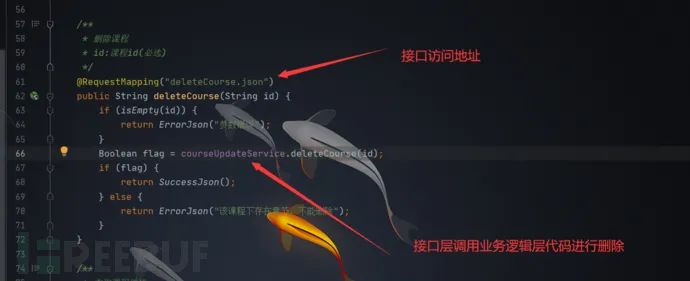 56
57 /**
58 * 删除课程
59 * id:课程id(必选)
60 */
61 @RequestMapping("deleteCourse.json")
接口访问地址
62 public String deleteCourse(String id) {
63 if (isEmpty(id)) {
64 return ErrorJson("参数
65 }
66 Boolean flag = courseUpdateService.deleteCourse(id);
67 if (flag) {
68 return SuccessJson();
69 } else {
70 return ErrorJson("该课程下存在章节,不能删除");
71 }
接口层调用业务逻辑层代码进行删除
72 }
73
REEBUF
74 /**